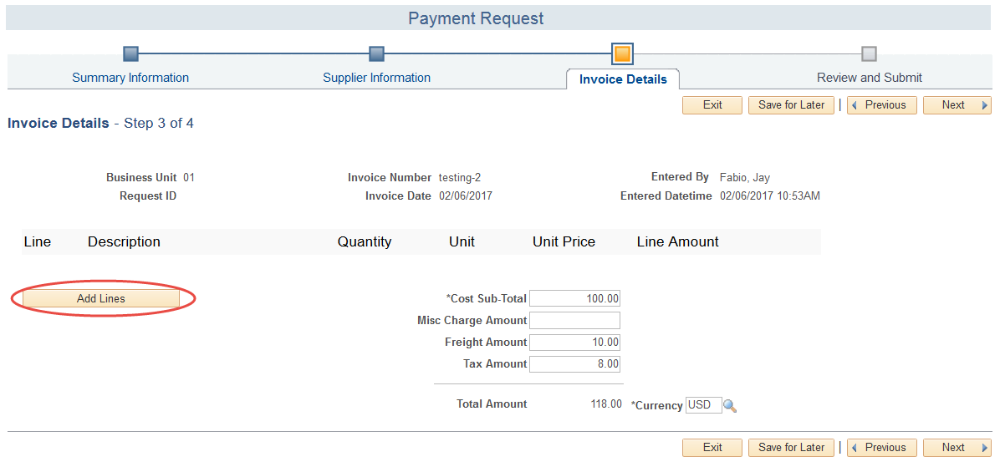 Payment Request
Summary Information Supplier Information Invoice Details Review and Submit
Exit Save for Later | Previous Next
Invoice Details - Step 3 of 4
Business Unit 01 Invoice Number testing-2 Entered By Fabio, Jay
Request ID Invoice Date 02/06/2017 Entered Datetime 02/06/2017 10:53AM
Line Description Quantity Unit Unit Price Line Amount
Add Lines *Cost Sub-Total 100.00
Misc Charge Amount
Freight Amount 10.00
Tax Amount 8.00
Total Amount 118.00 *Currency USD
Exit Save for Later | Previous Next